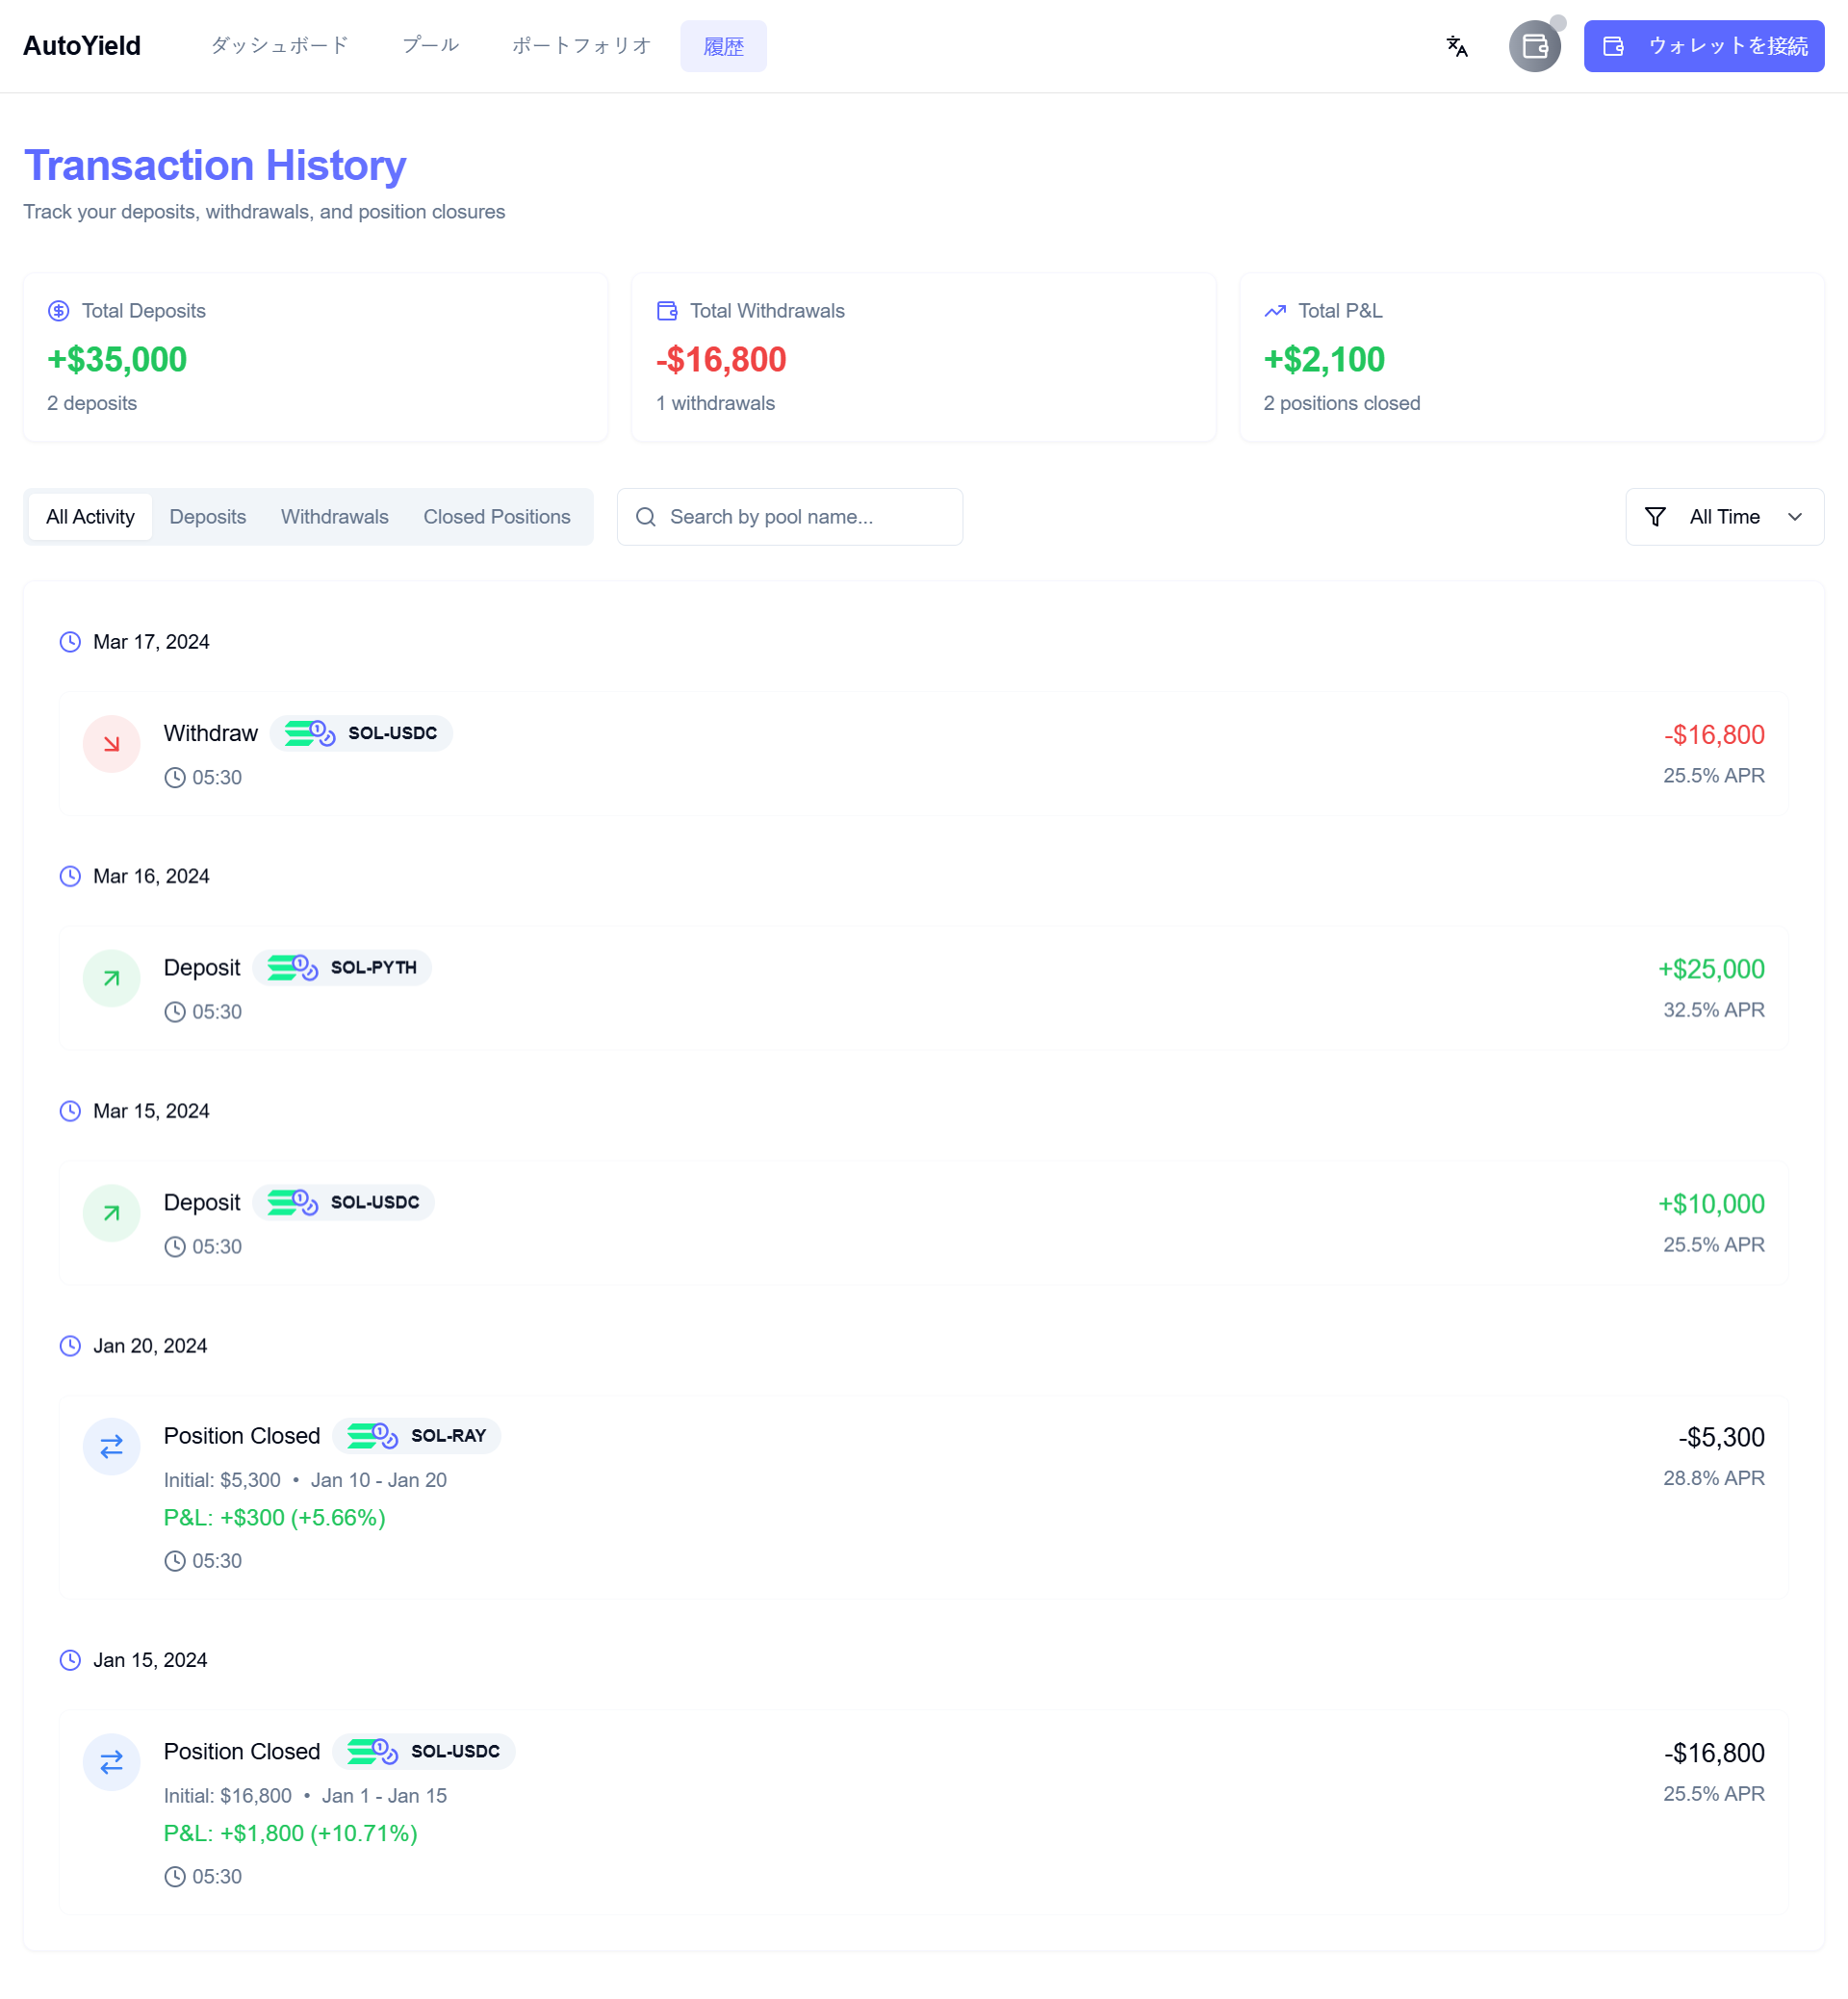 AutoYield
ダッシュボード
プール
ポートフォリオ
履歴
ウォレットを接続
Transaction History
Track your deposits, withdrawals, and position closures
Total Deposits
+$35,000
2 deposits
Total Withdrawals
-$16,800
1 withdrawals
Total P&L
+$2,100
2 positions closed
All Activity
Deposits
Withdrawals
Closed Positions
Search by pool name...
All Time
Mar 17, 2024
Withdraw
SOL-USDC
-$16,800
05:30
25.5% APR
Mar 16, 2024
Deposit
SOL-PYTH
+$25,000
05:30
32.5% APR
Mar 15, 2024
Deposit
SOL-USDC
+$10,000
05:30
25.5% APR
Jan 20, 2024
Position Closed
SOL-RAY
-$5,300
Initial: $5,300 • Jan 10 - Jan 20
28.8% APR
P&L: +$300 (+5.66%)
05:30
Jan 15, 2024
Position Closed
SOL-USDC
-$16,800
Initial: $16,800 • Jan 1 - Jan 15
25.5% APR
P&L: +$1,800 (+10.71%)
05:30